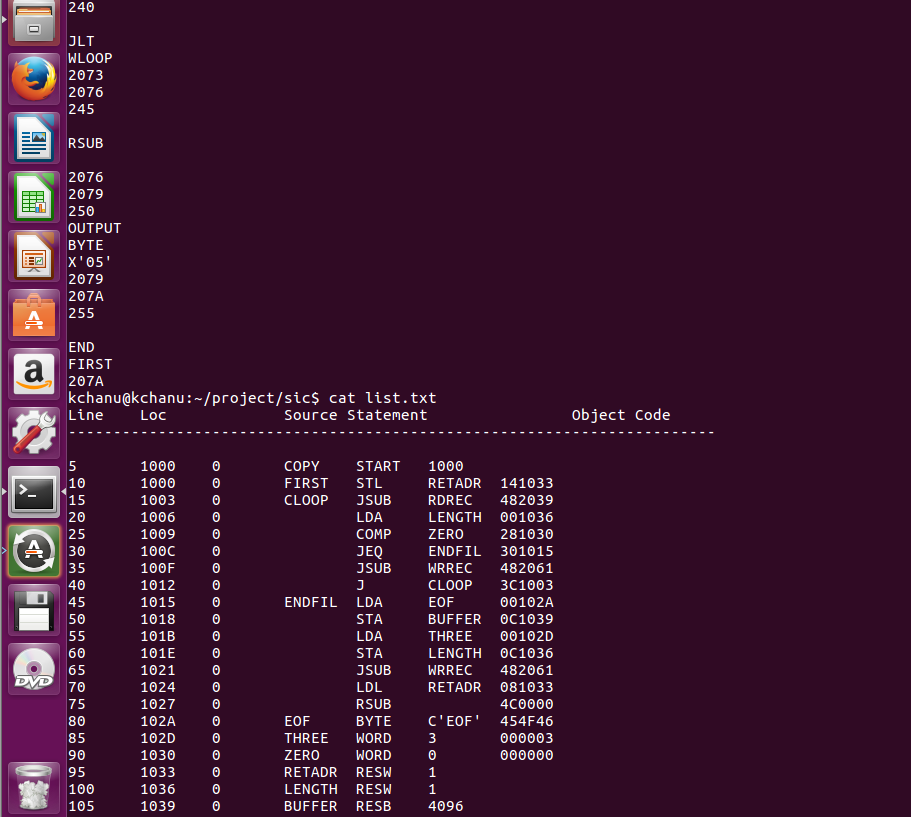 240
JLT
WLOOP
2073
2076
245
RSUB
2076
2079
250
OUTPUT
BYTE
X'05'
2079
207A
255
END
FIRST
207A
kchanu@kchanu:~/project/sic$ cat list.txt
Line Loc Source Statement Object Code
------------------------------------------------------------------------
5 1000 0 COPY START 1000
10 1000 0 FIRST STL RETADR 141033
15 1003 0 CLOOP JSUB RDREC 482039
20 1006 0 LDA LENGTH 001036
25 1009 0 COMP ZERO 281030
30 100C 0 JEQ ENDFIL 301015
35 100F 0 JSUB WRREC 482061
40 1012 0 J CLOOP 3C1003
45 1015 0 ENDFIL LDA EOF 00102A
50 1018 0 STA BUFFER 0C1039
55 101B 0 LDA THREE 00102D
60 101E 0 STA LENGTH 0C1036
65 1021 0 JSUB WRREC 482061
70 1024 0 LDL RETADR 081033
75 1027 0 RSUB 4C0000
80 102A 0 EOF BYTE C'EOF' 454F46
85 102D 0 THREE WORD 3 000003
90 1030 0 ZERO WORD 0 000000
95 1033 0 RETADR RESW 1
100 1036 0 LENGTH RESW 1
105 1039 0 BUFFER RESB 4096
a
>_
A
DVD